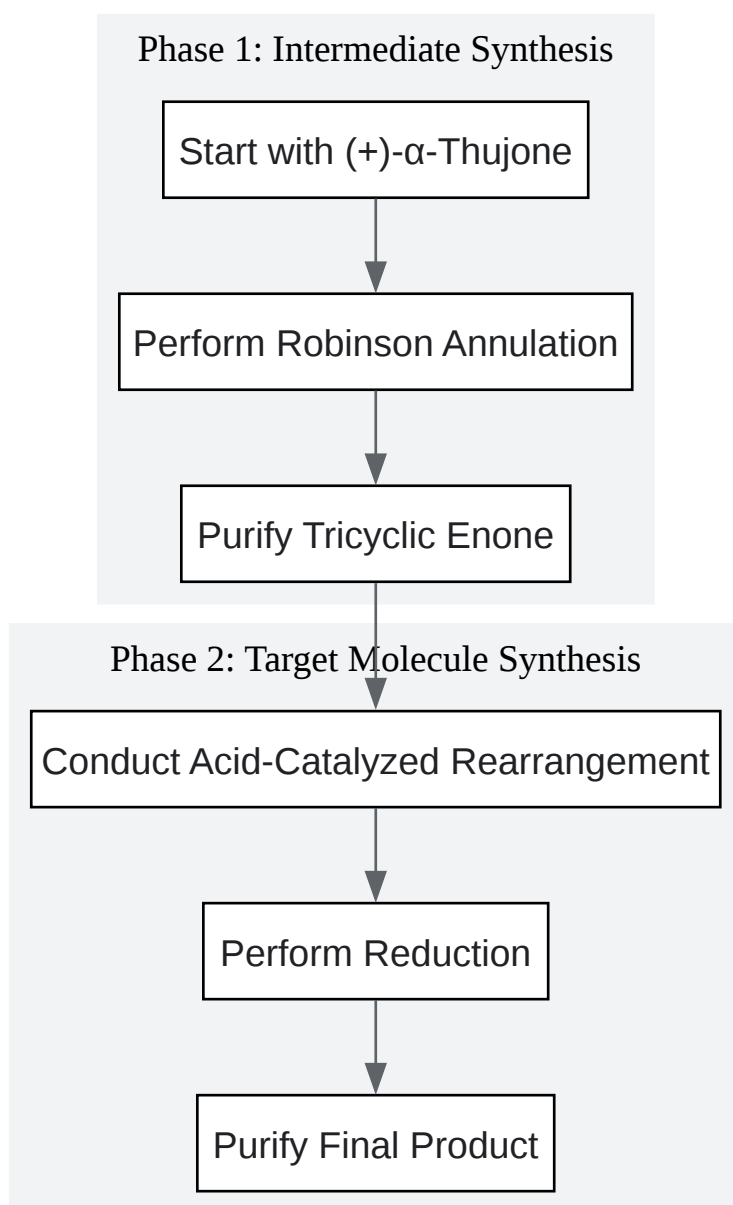 Phase 1: Intermediate Synthesis
Start with (+)-α-Thujone
Perform Robinson Annulation
Purify Tricyclic Enone
Phase 2: Target Molecule Synthesis
Conduct Acid-Catalyzed Rearrangement
Perform Reduction
Purify Final Product